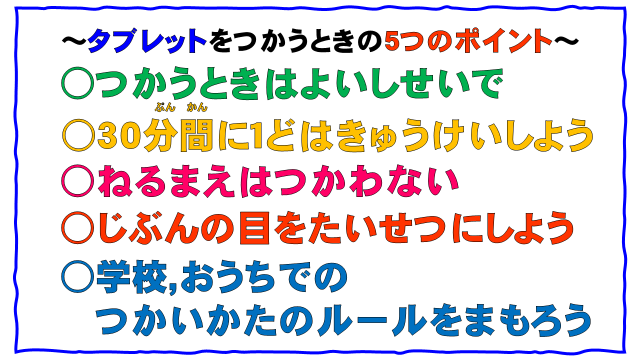 ～タブレットをつかうときの5つのポイント～
○つかうときはよいしせいで
ぶん かん
○30分間に1どはきゅうけいしよう
○ねるまえはつかわない
○じぶんの目をたいせつにしよう
○学校,おうちでの
つかいかたのルールをまもろう